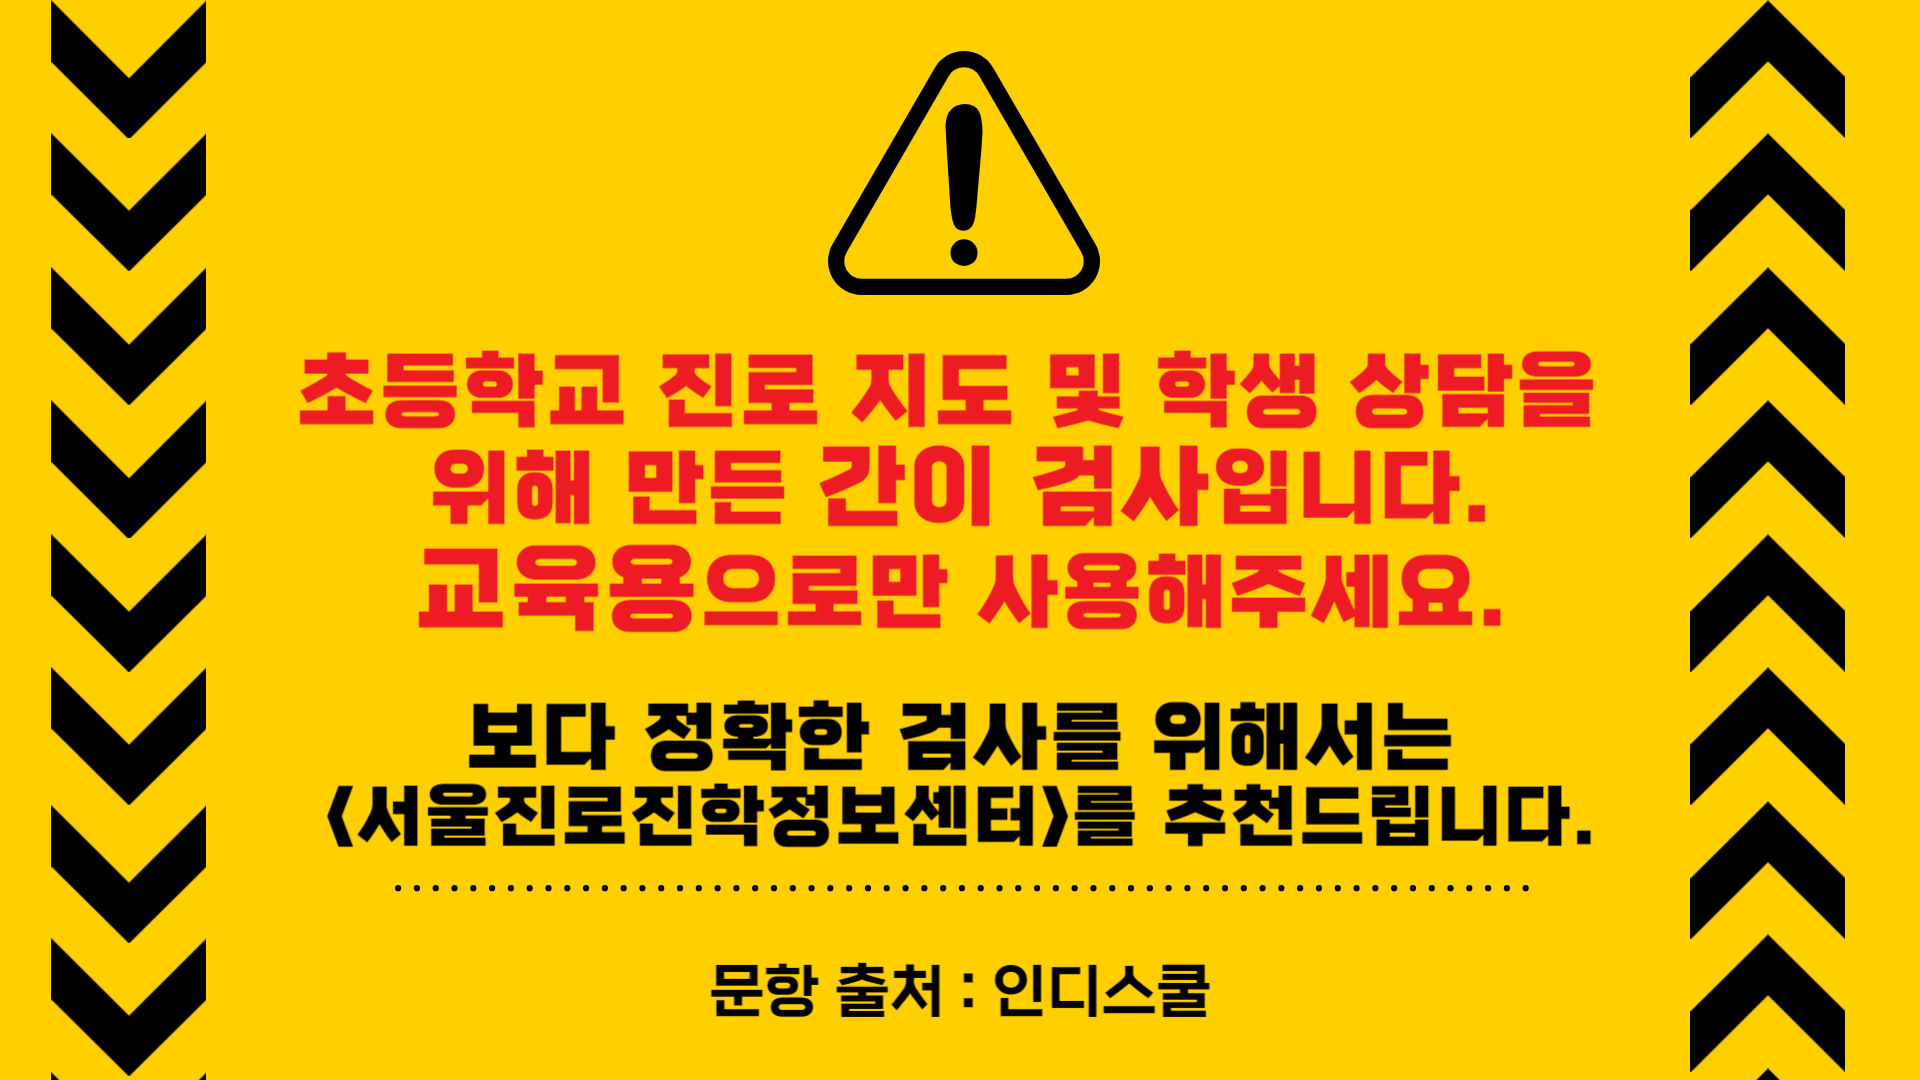 초등학교 진로 지도 및 학생 상담을
위해 만든 간이 검사입니다.
교육용으로만 사용해주세요.
보다 정확한 검사를 위해서는
<서울진로진학정보센터>를 추천드립니다.
문항 출처 : 인디스쿨